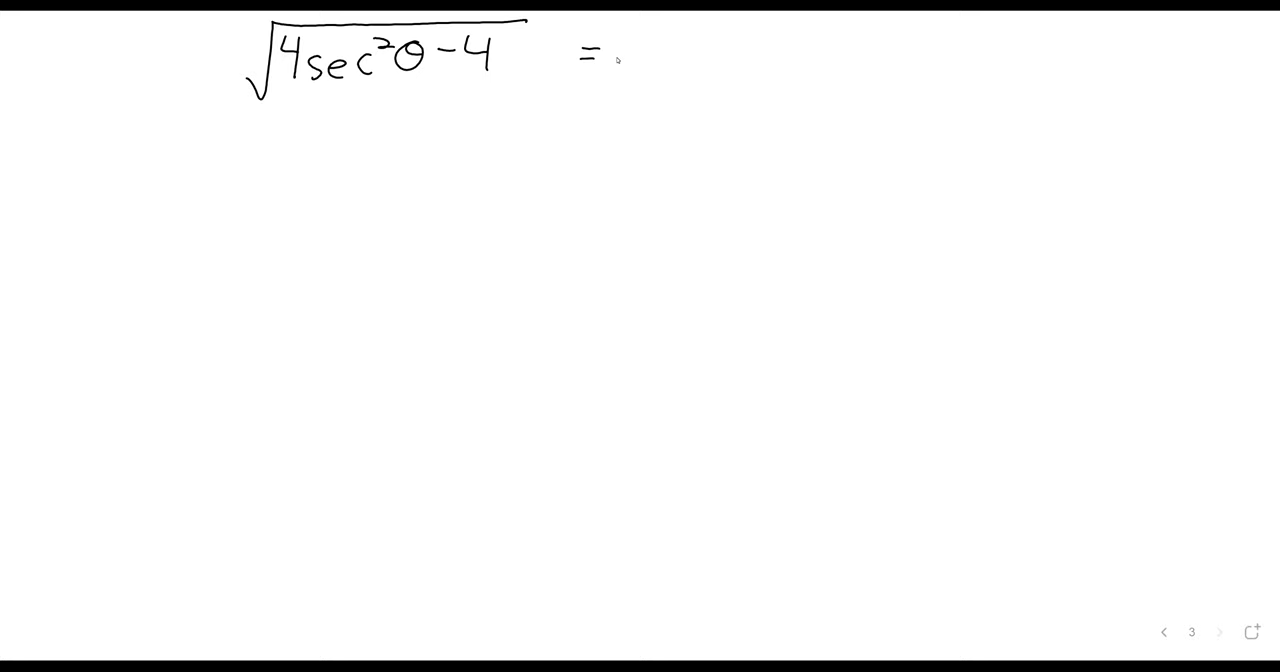 √(4sec²θ-4) =
3